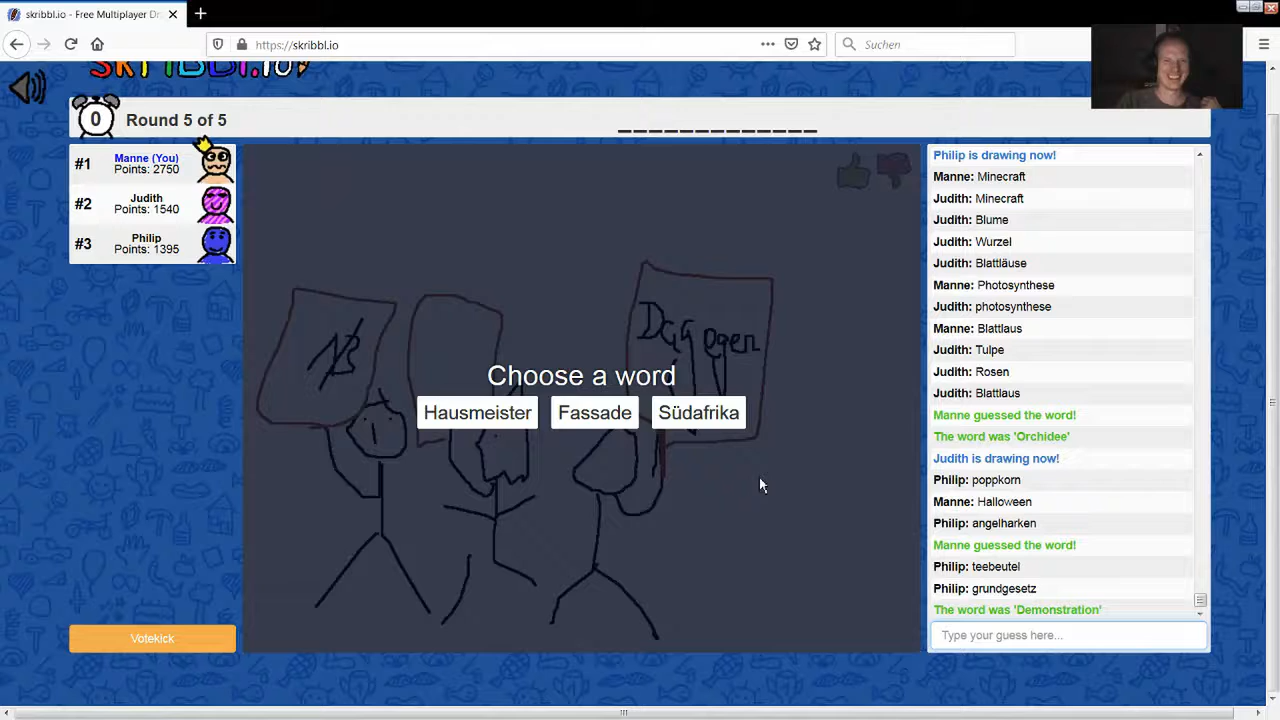 skribbl.io - Free Multiplayer Dr
https://skribbl.io
Suchen
SKRIBBL.IO
0
Round 5 of 5
_ _ _ _ _ _ _ _ _ _ _ _ _
#1
Manne (You)
Points: 2750
#2
Judith
Points: 1540
#3
Philip
Points: 1395
Votekick
Daggegen
Choose a word
Hausmeister
Fassade
Südafrika
Philip is drawing now!
Manne: Minecraft
Judith: Minecraft
Judith: Blume
Judith: Wurzel
Judith: Blattläuse
Manne: Photosynthese
Judith: photosynthese
Manne: Blattlaus
Judith: Tulpe
Judith: Rosen
Judith: Blattlaus
Manne guessed the word!
The word was 'Orchidee'
Judith is drawing now!
Philip: poppkorn
Manne: Halloween
Philip: angelharken
Manne guessed the word!
Philip: teebeutel
Philip: grundgesetz
The word was 'Demonstration'
Type your guess here...